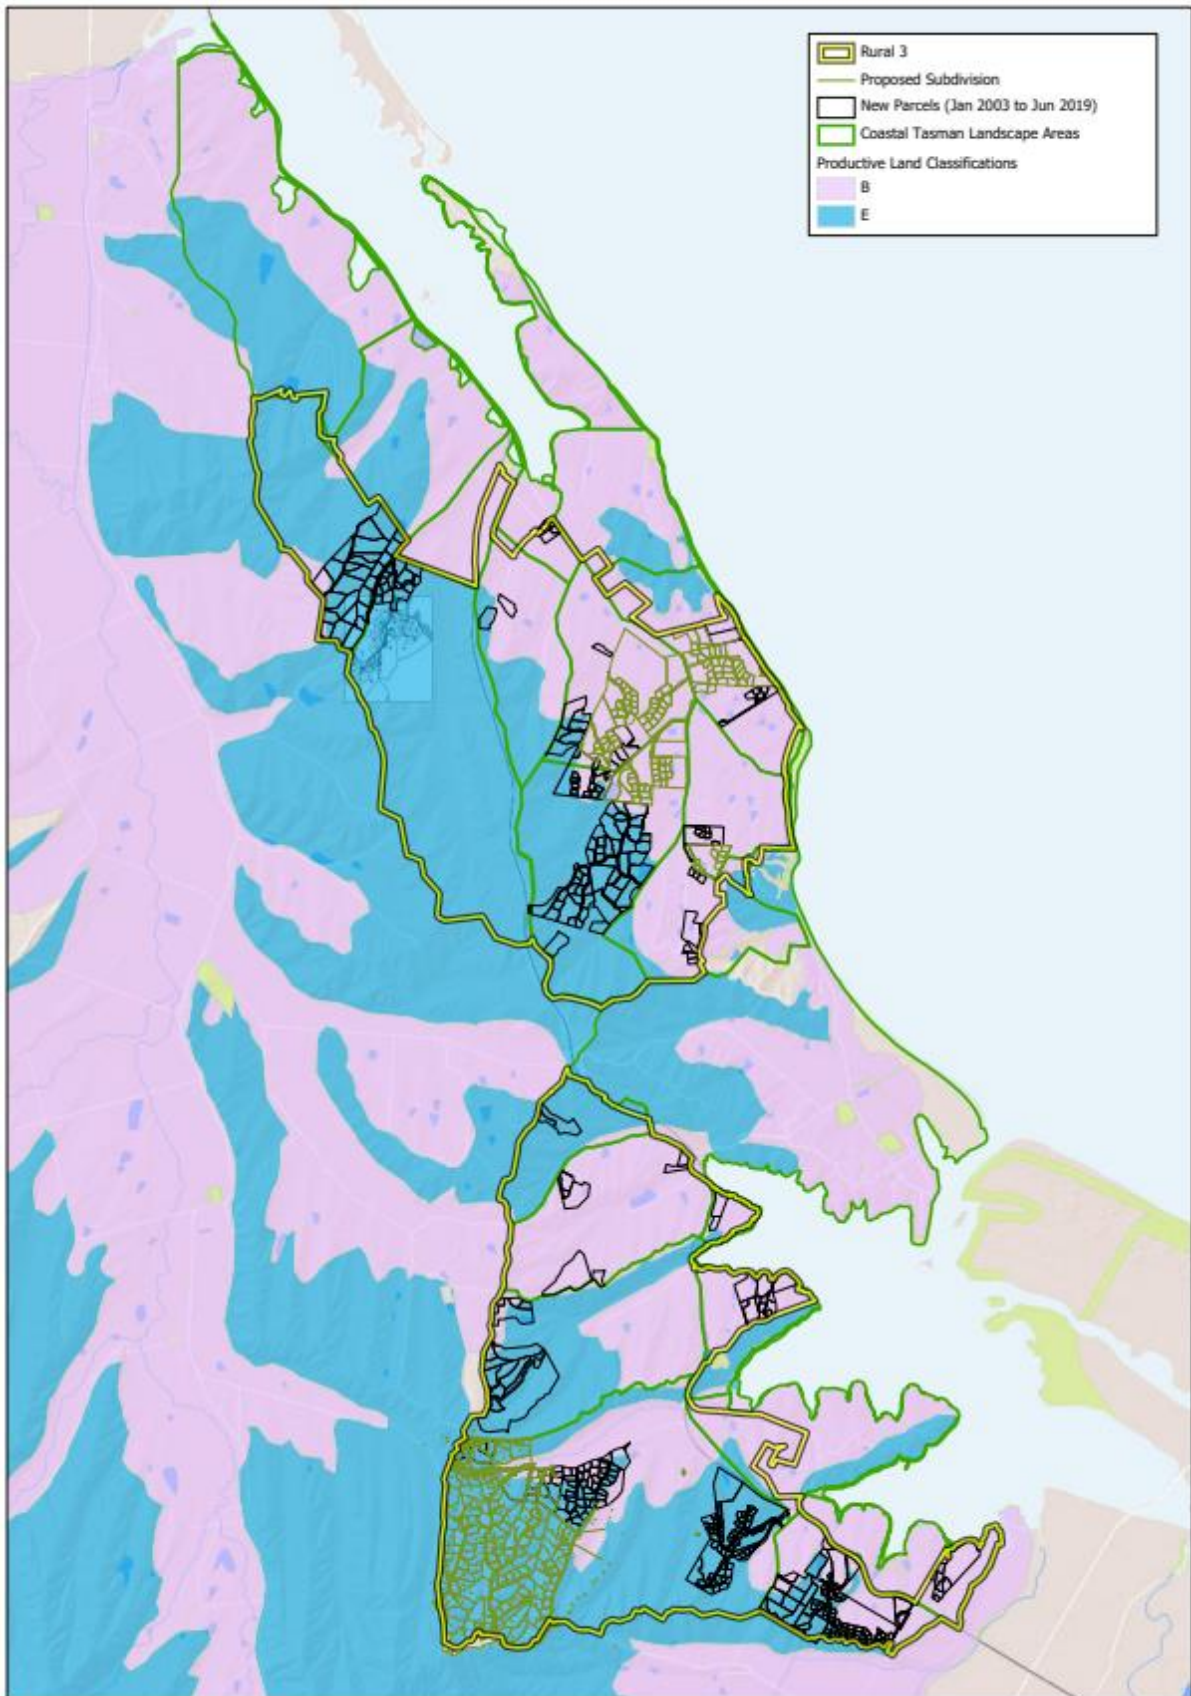 Rural 3
Proposed Subdivision
New Parcels (Jan 2003 to Jun 2019)
Coastal Tasman Landscape Areas
Productive Land Classifications
B
E